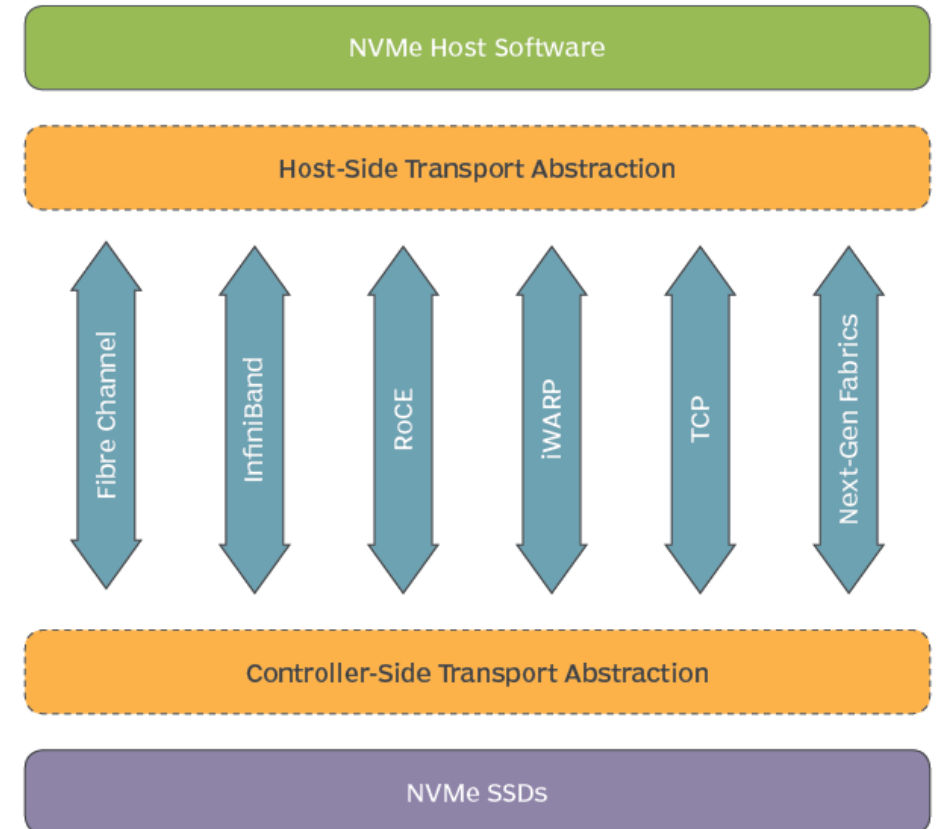 NVMe Host Software
Host-Side Transport Abstraction
Fibre Channel
InfiniBand
RoCE
iWARP
TCP
Next-Gen Fabrics
Controller-Side Transport Abstraction
NVMe SSDs